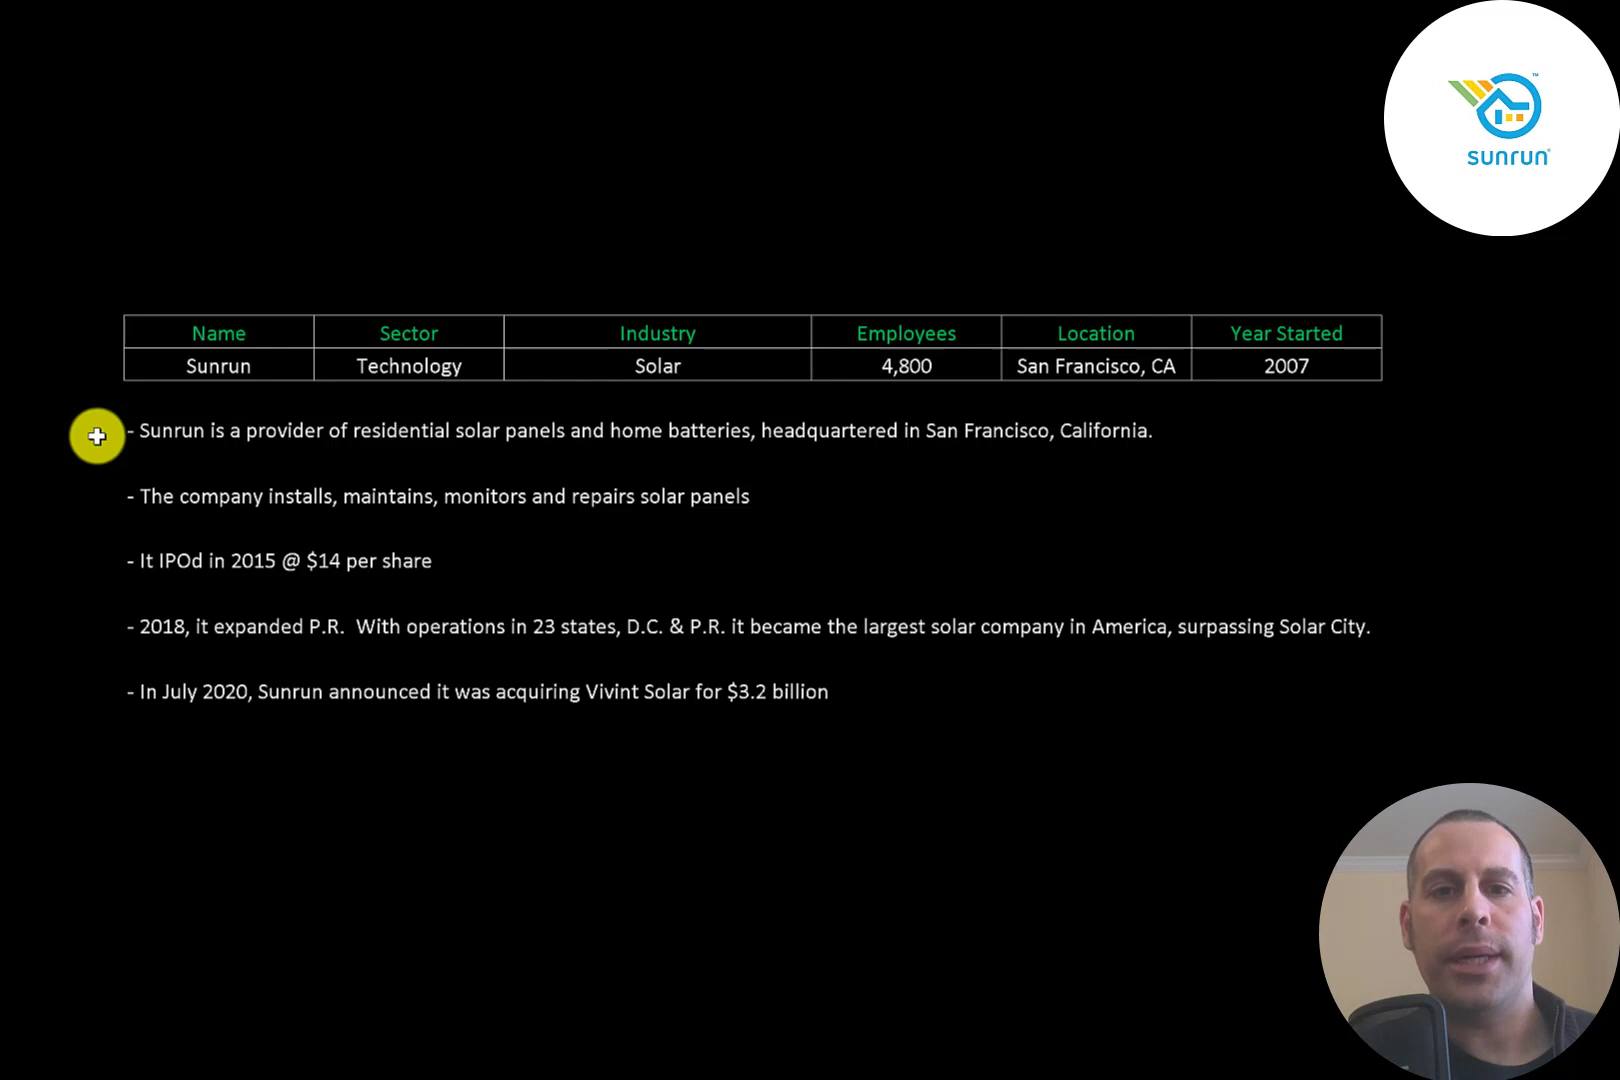 sunrun
Name Sector Industry Employees Location Year Started
Sunrun Technology Solar 4,800 San Francisco, CA 2007
- Sunrun is a provider of residential solar panels and home batteries, headquartered in San Francisco, California.
- The company installs, maintains, monitors and repairs solar panels
- It IPOd in 2015 @ $14 per share
- 2018, it expanded P.R.  With operations in 23 states, D.C. & P.R. it became the largest solar company in America, surpassing Solar City.
- In July 2020, Sunrun announced it was acquiring Vivint Solar for $3.2 billion